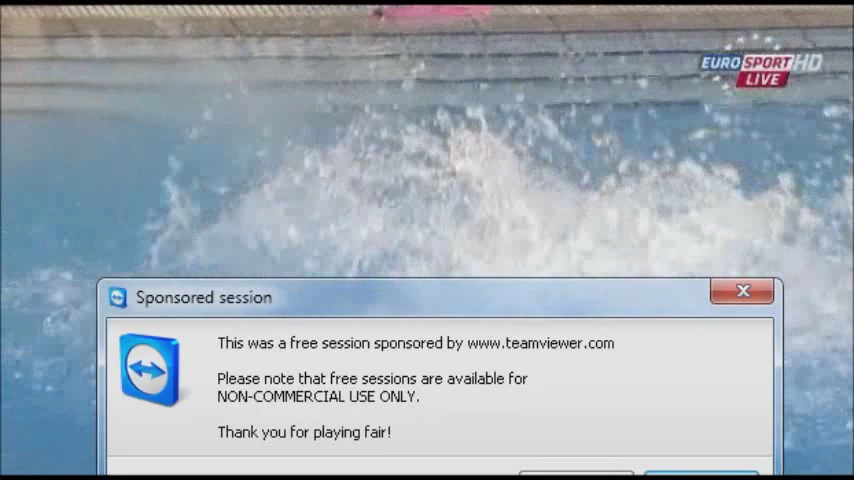 EUROSPORT HD
LIVE
Sponsored session
This was a free session sponsored by www.teamviewer.com
Please note that free sessions are available for
NON-COMMERCIAL USE ONLY.
Thank you for playing fair!